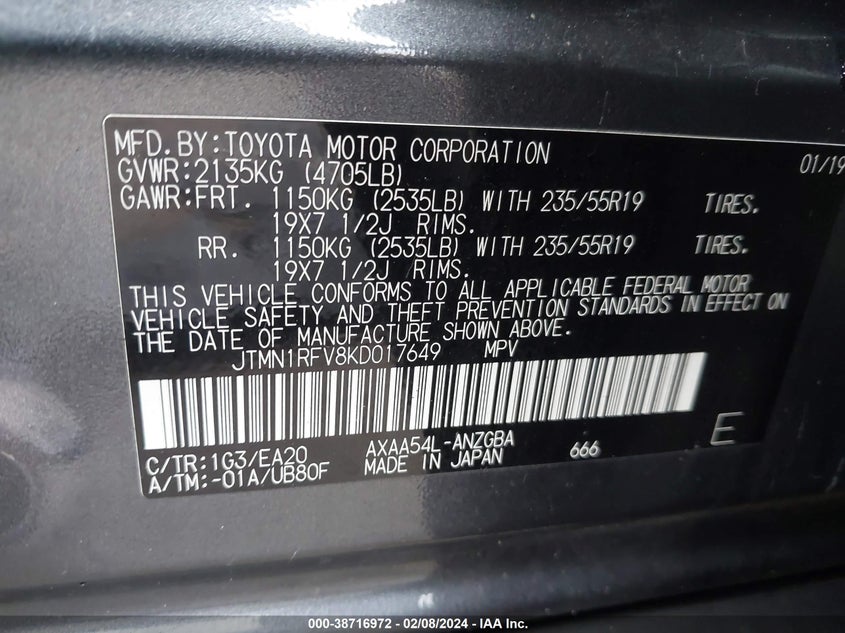 MFD.BY:TOYOTA MOTOR CORPORATION 01/19
GVWR:2135KG (4705LB)
GAWR:FRT. 1150KG (2535LB) WITH 235/55R19 TIRES.
19X7 1/2J RIMS.
RR. 1150KG (2535LB) WITH 235/55R19 TIRES.
19X7 1/2J RIMS.
THIS VEHICLE CONFORMS TO ALL APPLICABLE FEDERAL MOTOR
VEHICLE SAFETY AND THEFT PREVENTION STANDARDS IN EFFECT ON
THE DATE OF MANUFACTURE SHOWN ABOVE.
JTMN1RFV8KD017649 MPV
C/TR:1G3/EA20 AXAA54L-ANZGBA 666 E
A/TM:-01A/UB80F MADE IN JAPAN
000-38716972 - 02/08/2024 - IAA Inc.